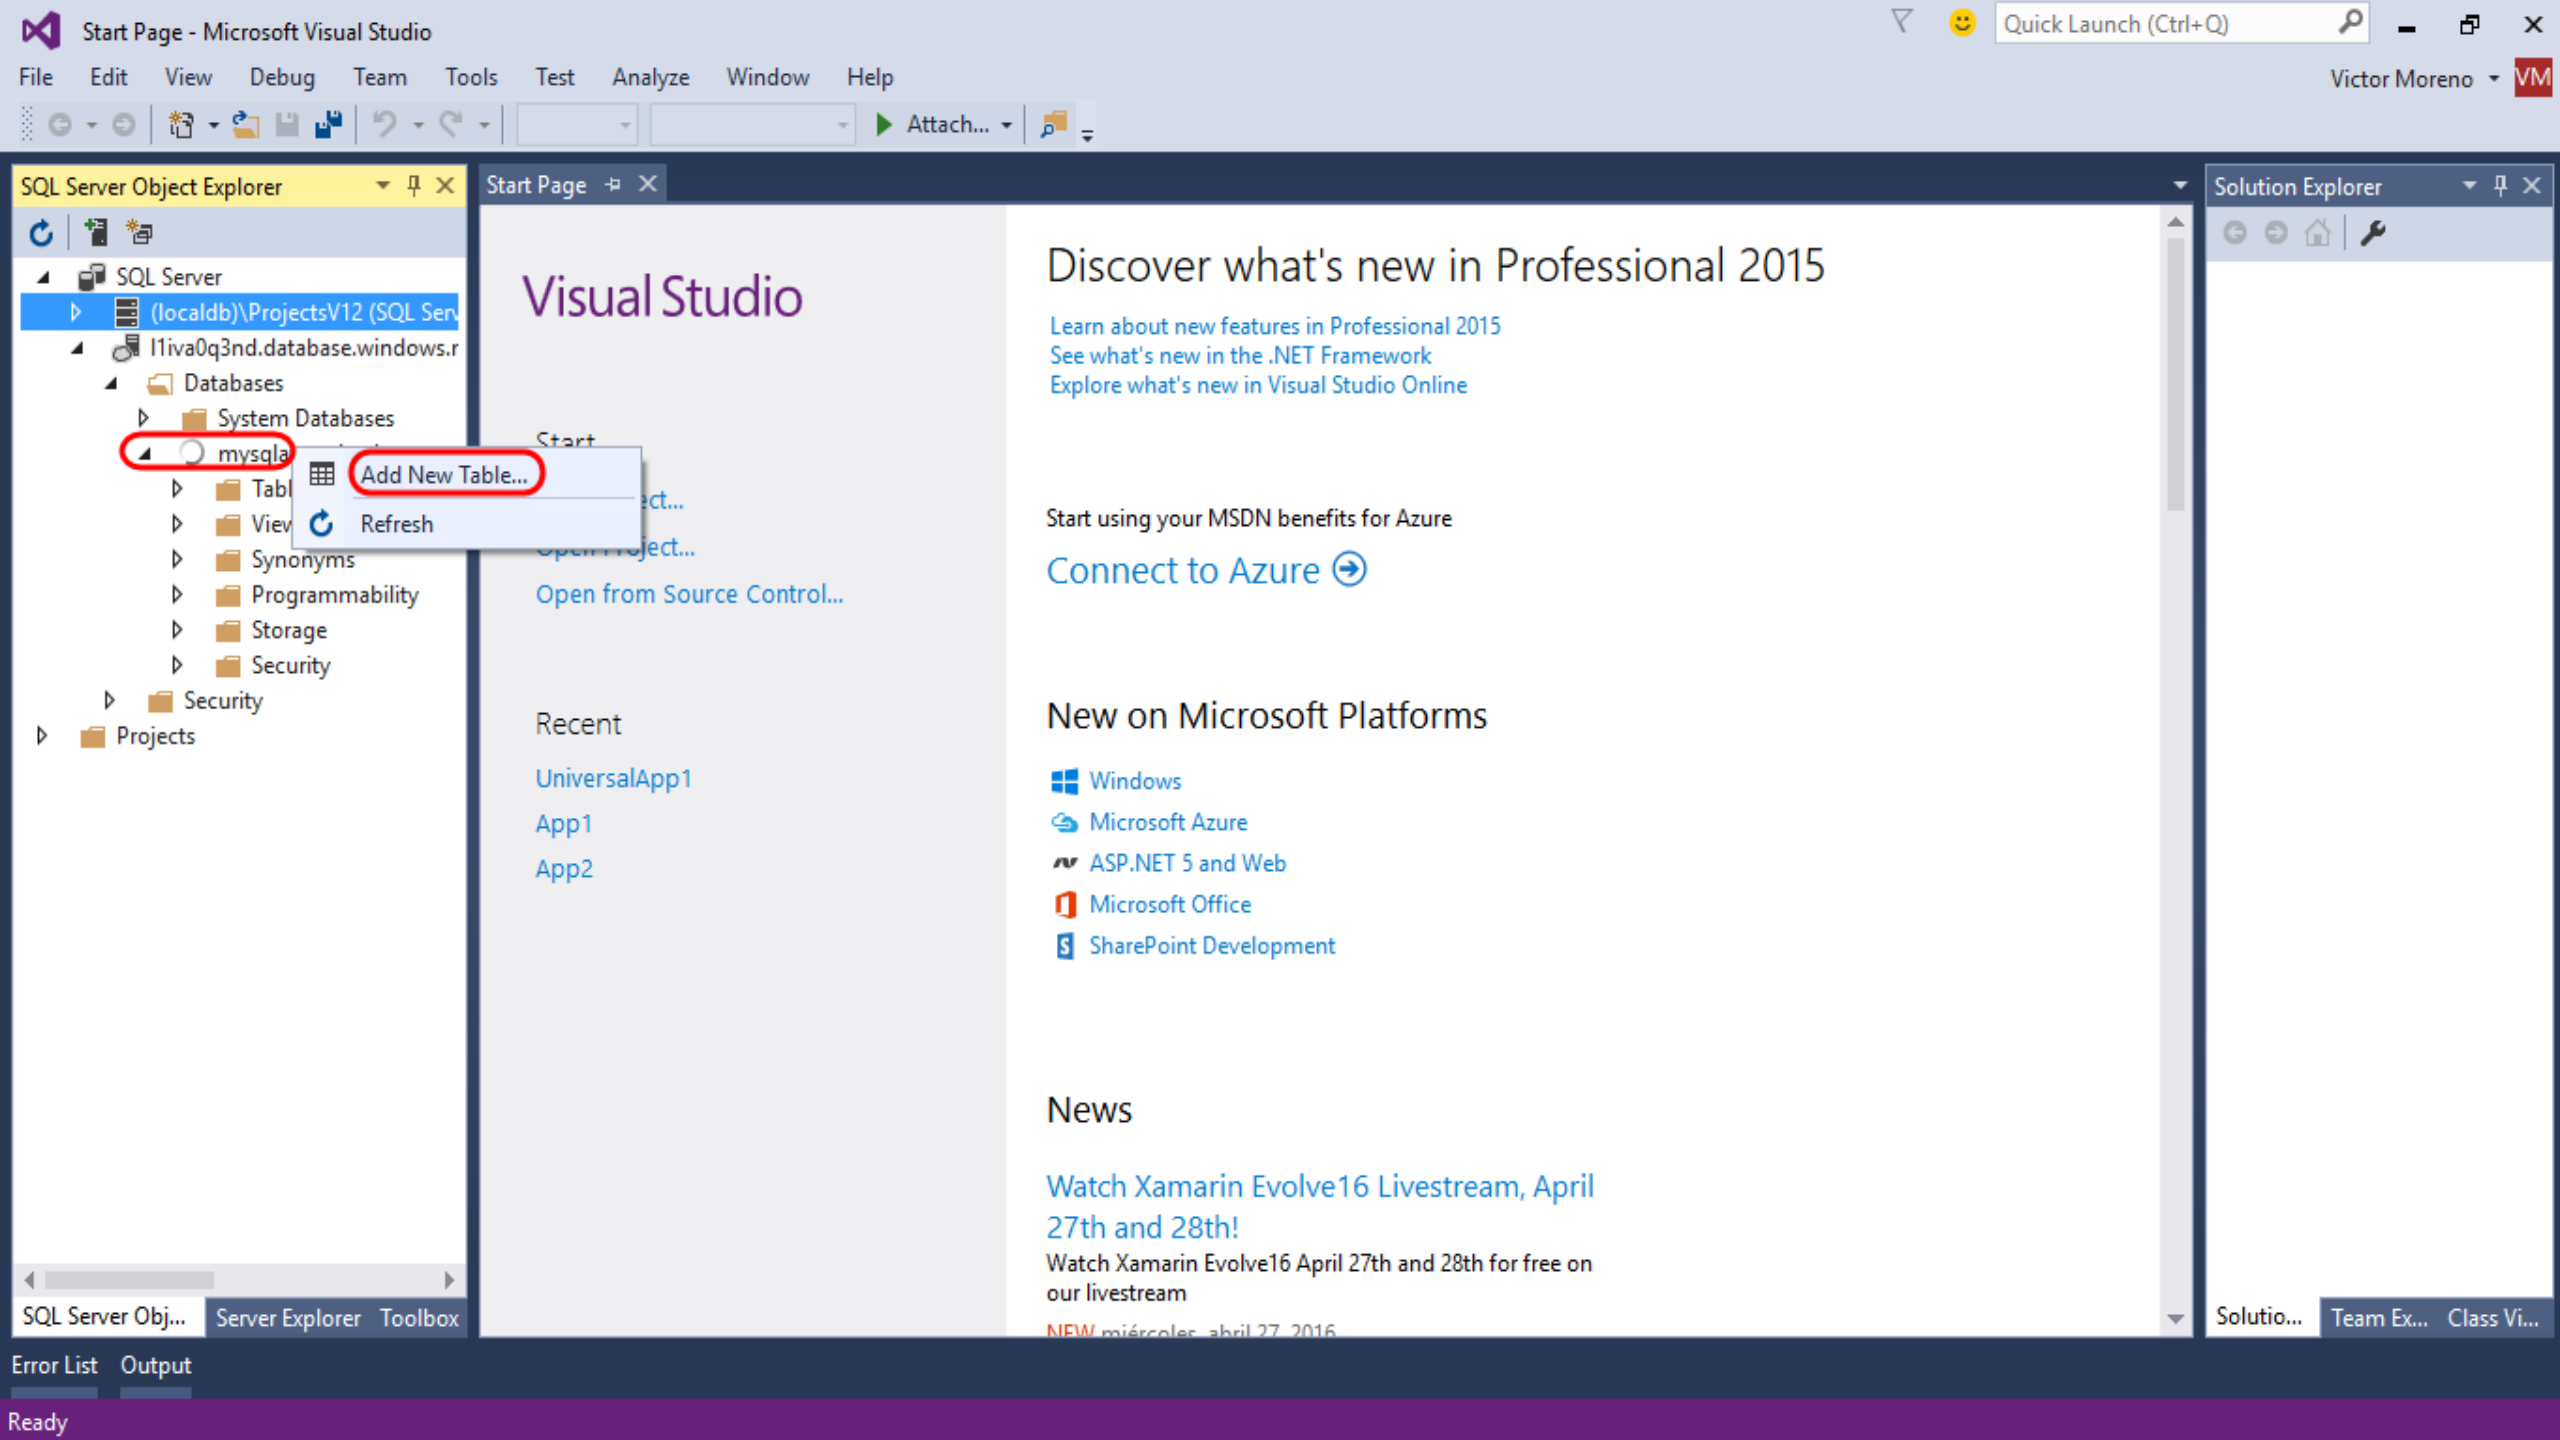 Start Page - Microsoft Visual Studio
Quick Launch (Ctrl+Q)
File Edit View Debug Team Tools Test Analyze Window Help
Victor Moreno VM
Attach...
SQL Server Object Explorer
SQL Server
(localdb)\ProjectsV12 (SQL Serv
Databases
System Databases
mysqla
Tabl
View
Synonyms
Programmability
Storage
Security
Security
Projects
Add New Table...
Refresh
SQL Server Obj... Server Explorer Toolbox
Start Page
Visual Studio
Start
ect...
Open Project...
Open from Source Control...
Recent
UniversalApp1
App1
App2
Discover what's new in Professional 2015
Learn about new features in Professional 2015
See what's new in the .NET Framework
Explore what's new in Visual Studio Online
Start using your MSDN benefits for Azure
Connect to Azure
New on Microsoft Platforms
Windows
Microsoft Azure
ASP.NET 5 and Web
Microsoft Office
SharePoint Development
News
Watch Xamarin Evolve16 Livestream, April
27th and 28th!
Watch Xamarin Evolve16 April 27th and 28th for free on
our livestream
NEW miércoles, abril 27, 2016
Solution Explorer
Solutio... Team Ex... Class Vi...
Error List Output
Ready